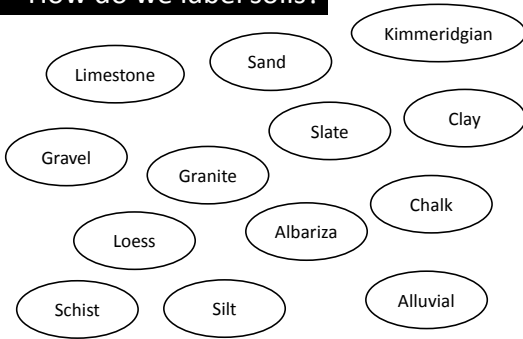 How do we label soils?
Kimmeridgian
Limestone
Sand
Slate
Clay
Gravel
Granite
Chalk
Loess
Albariza
Schist
Silt
Alluvial